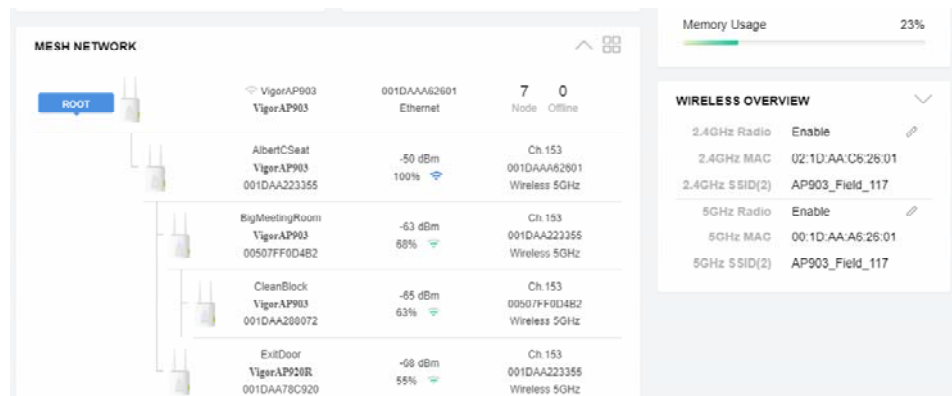 MESH NETWORK
ROOT
VigorAP903
VigorAP903
001DAAA62601
Ethernet
7 0
Node Offline
AlbertCSeat
VigorAP903
001DAA223355
-50 dBm
100%
Ch.153
001DAAA62601
Wireless 5GHz
BigMeetingRoom
VigorAP903
00507FF0D4B2
-63 dBm
68%
Ch.153
001DAA223355
Wireless 5GHz
CleanBlock
VigorAP903
001DAA288072
-65 dBm
63%
Ch.153
00507FF0D4B2
Wireless 5GHz
ExitDoor
VigorAP920R
001DAA78C920
-68 dBm
55%
Ch.153
001DAA223355
Wireless 5GHz
Memory Usage 23%
WIRELESS OVERVIEW
2.4GHz Radio Enable
2.4GHz MAC 02:1D:AA:C6:26:01
2.4GHz SSID(2) AP903_Field_117
5GHz Radio Enable
5GHz MAC 00:1D:AA:A6:26:01
5GHz SSID(2) AP903_Field_117